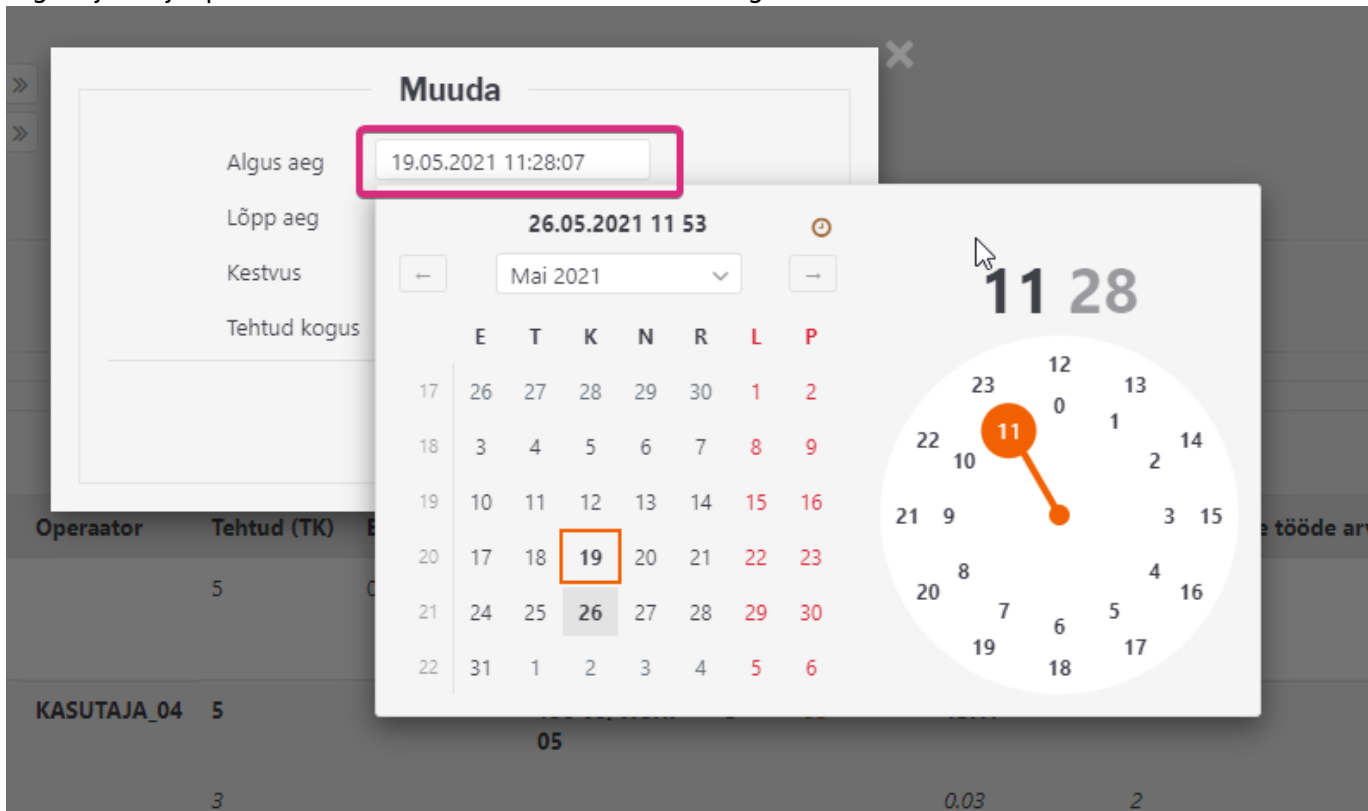 Muuda
Algus aeg 19.05.2021 11:28:07
Lõpp aeg
Kestvus
Tehtud kogus
26.05.2021 11 53
← Mai 2021 →
E T K N R L P
17 26 27 28 29 30 1 2
18 3 4 5 6 7 8 9
19 10 11 12 13 14 15 16
20 17 18 19 20 21 22 23
21 24 25 26 27 28 29 30
22 31 1 2 3 4 5 6
11 28
12
23 13
0
11 1
22 14
10 2
21 9 3 15
8 4
20 16
7 5
6
19 17
18
Operaator Tehtud (TK) tööde
5
KASUTAJA_04 5
05
3 0.03 2